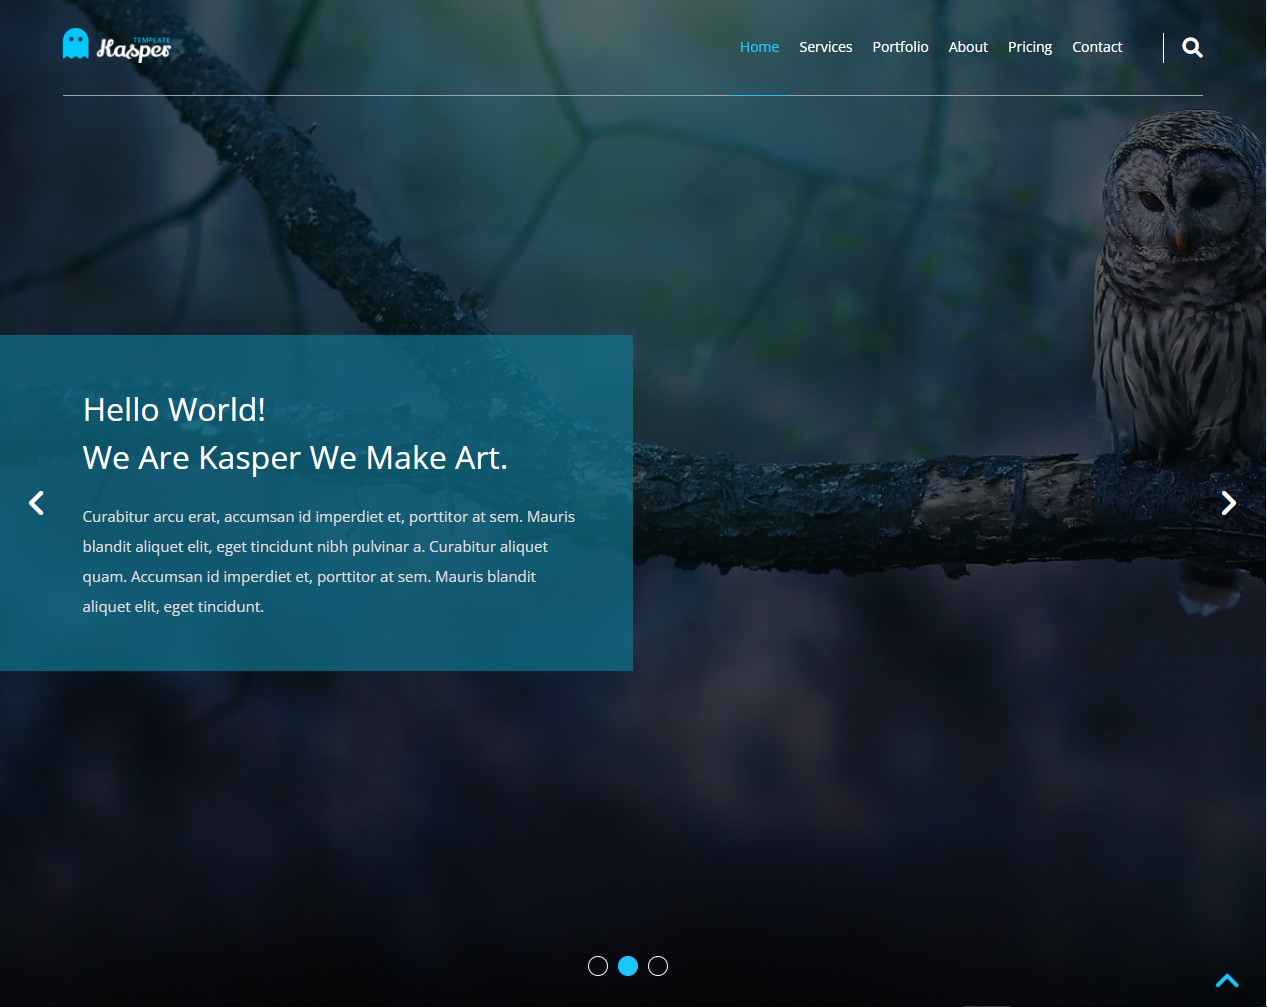 TEMPLATE
Kasper
Home Services Portfolio About Pricing Contact
Hello World!
We Are Kasper We Make Art.
Curabitur arcu erat, accumsan id imperdiet et, porttitor at sem. Mauris
blandit aliquet elit, eget tincidunt nibh pulvinar a. Curabitur aliquet
quam. Accumsan id imperdiet et, porttitor at sem. Mauris blandit
aliquet elit, eget tincidunt.